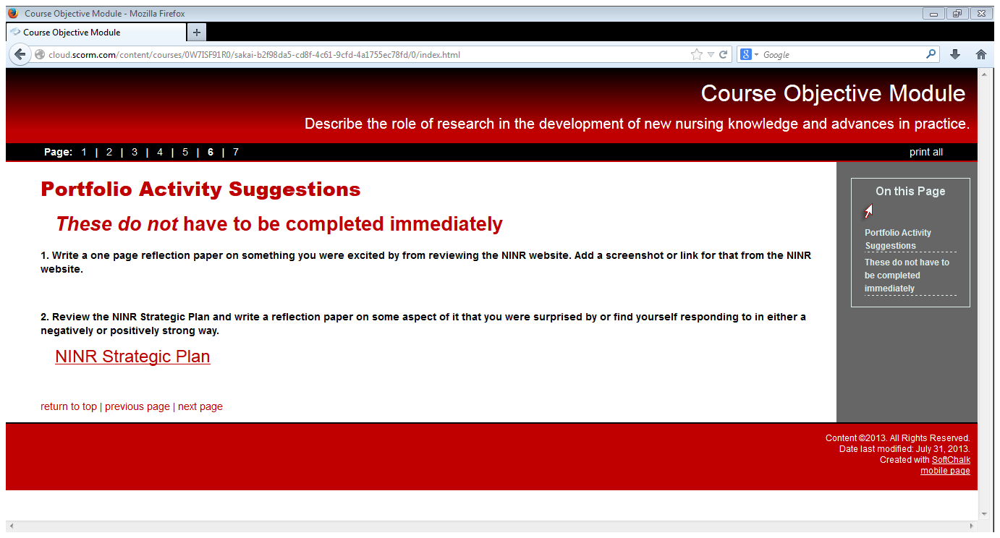 Course Objective Module - Mozilla Firefox
Course Objective Module
cloud.scorm.com/content/courses/0W7ISF91R0/sakai-b2f98da5-cd8f-4c61-9cfd-4a1755ec78fd/0/index.html
8 Google
Course Objective Module
Describe the role of research in the development of new nursing knowledge and advances in practice.
Page: 1 | 2 | 3 | 4 | 5 | 6 | 7
print all
Portfolio Activity Suggestions
These do not have to be completed immediately
1. Write a one page reflection paper on something you were excited by from reviewing the NINR website. Add a screenshot or link for that from the NINR
website.
2. Review the NINR Strategic Plan and write a reflection paper on some aspect of it that you were surprised by or find yourself responding to in either a
negatively or positively strong way.
NINR Strategic Plan
return to top | previous page | next page
On this Page
Portfolio Activity
Suggestions
These do not have to
be completed
immediately
Content ©2013. All Rights Reserved.
Date last modified: July 31, 2013.
Created with SoftChalk
mobile page